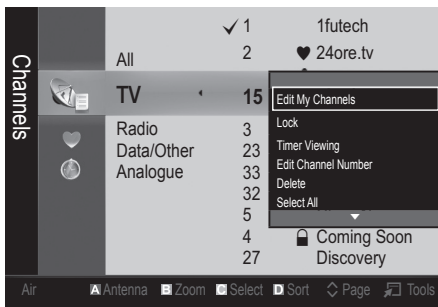 Channels
✓ 1 1futech
All 2 ♥ 24ore.tv
TV 15
Edit My Channels
Lock
Timer Viewing
Edit Channel Number
Delete
Select All
Radio 3
Data/Other 23
Analogue 33
32
5
4 Coming Soon
27 Discovery
Air A Antenna B Zoom C Select D Sort Page Tools